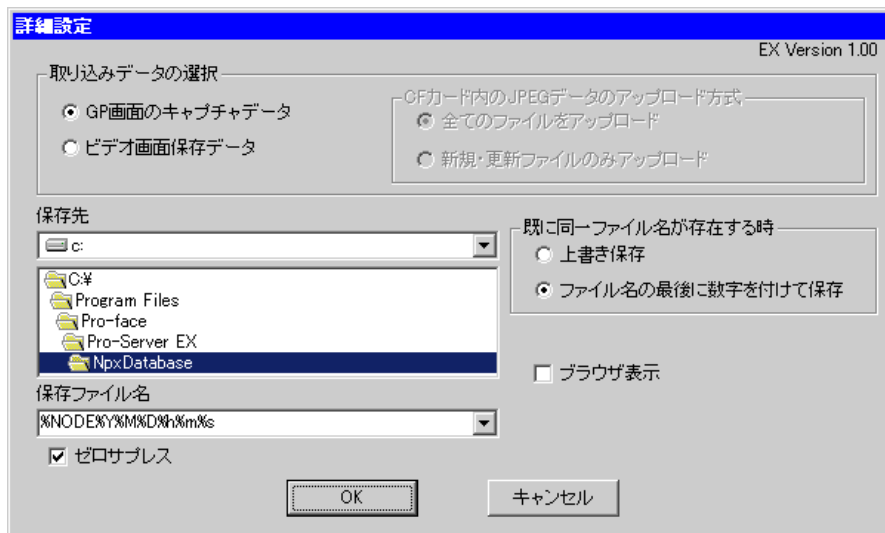 詳細設定
EX Version 1.00
取り込みデータの選択
GP画面のキャプチャデータ
ビデオ画面保存データ
CFカード内のJPEGデータのアップロード方式
全てのファイルをアップロード
新規・更新ファイルのみアップロード
保存先
c:
C:¥
Program Files
Pro-face
Pro-Server EX
NpxDatabase
既に同一ファイル名が存在する時
上書き保存
ファイル名の最後に数字を付けて保存
ブラウザ表示
保存ファイル名
%NODE%Y%M%D%h%m%s
ゼロサプレス
OK
キャンセル